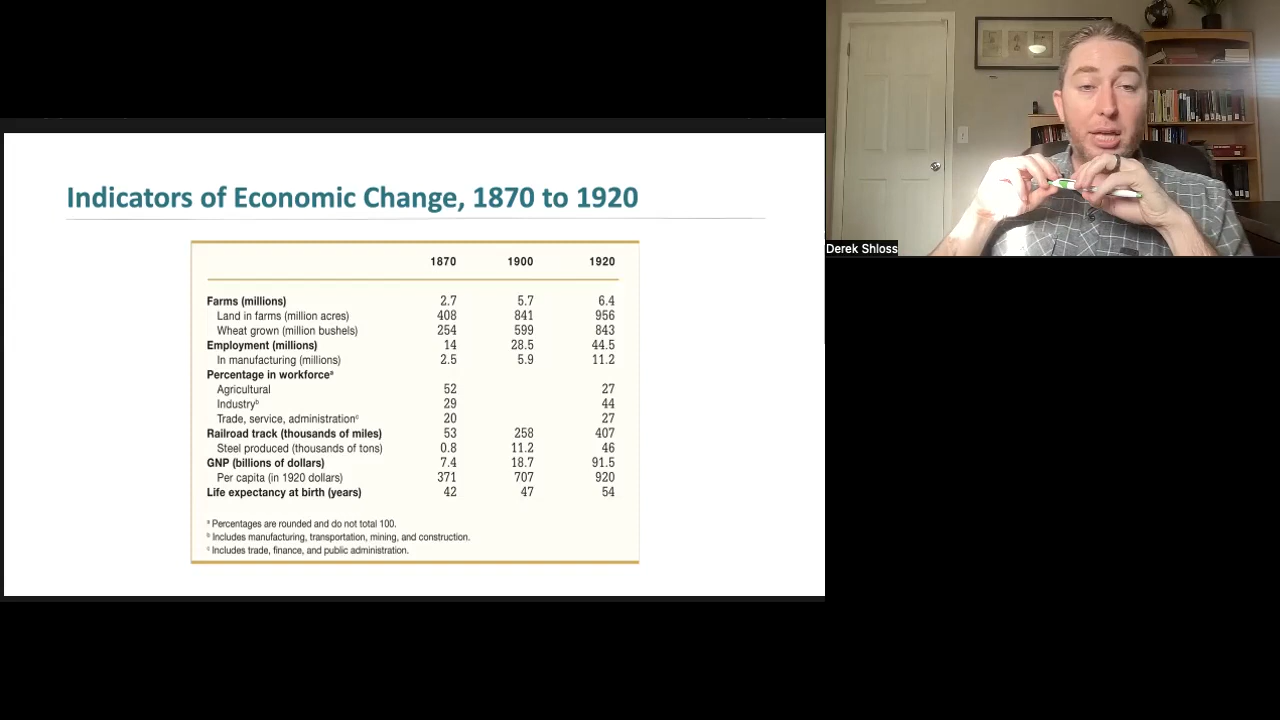 Indicators of Economic Change, 1870 to 1920
1870 1900 1920
Farms (millions) 2.7 5.7 6.4
Land in farms (million acres) 408 841 956
Wheat grown (million bushels) 254 599 843
Employment (millions) 14 28.5 44.5
In manufacturing (millions) 2.5 5.9 11.2
Percentage in workforceᵃ
Agricultural 52 27
Industryᵇ 29 44
Trade, service, administrationᶜ 20 27
Railroad track (thousands of miles) 53 258 407
Steel produced (thousands of tons) 0.8 11.2 46
GNP (billions of dollars) 7.4 18.7 91.5
Per capita (in 1920 dollars) 371 707 920
Life expectancy at birth (years) 42 47 54
ᵃ Percentages are rounded and do not total 100.
ᵇ Includes manufacturing, transportation, mining, and construction.
ᶜ Includes trade, finance, and public administration.
Derek Shloss